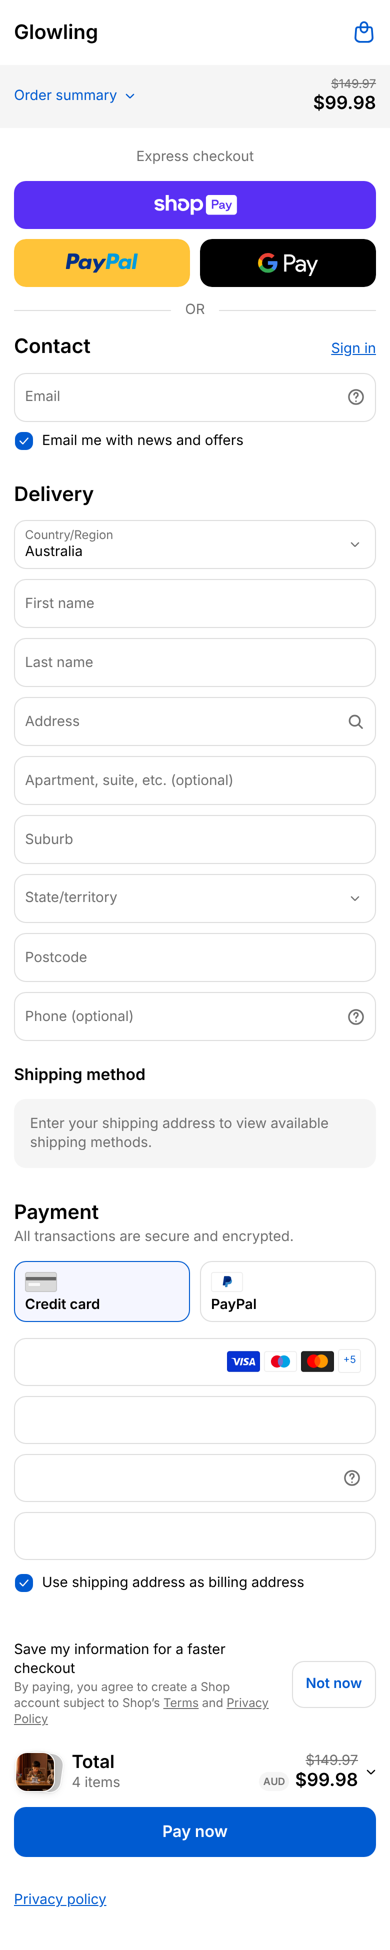 Glowling
Order summary
$149.97
$99.98
Express checkout
shop Pay
PayPal
G Pay
OR
Contact
Sign in
Email
Email me with news and offers
Delivery
Country/Region
Australia
First name
Last name
Address
Apartment, suite, etc. (optional)
Suburb
State/territory
Postcode
Phone (optional)
Shipping method
Enter your shipping address to view available
shipping methods.
Payment
All transactions are secure and encrypted.
Credit card
PayPal
VISA
+5
Use shipping address as billing address
Save my information for a faster
checkout
By paying, you agree to create a Shop
account subject to Shop's Terms and Privacy
Policy
Not now
Total
4 items
$149.97
AUD $99.98
Pay now
Privacy policy